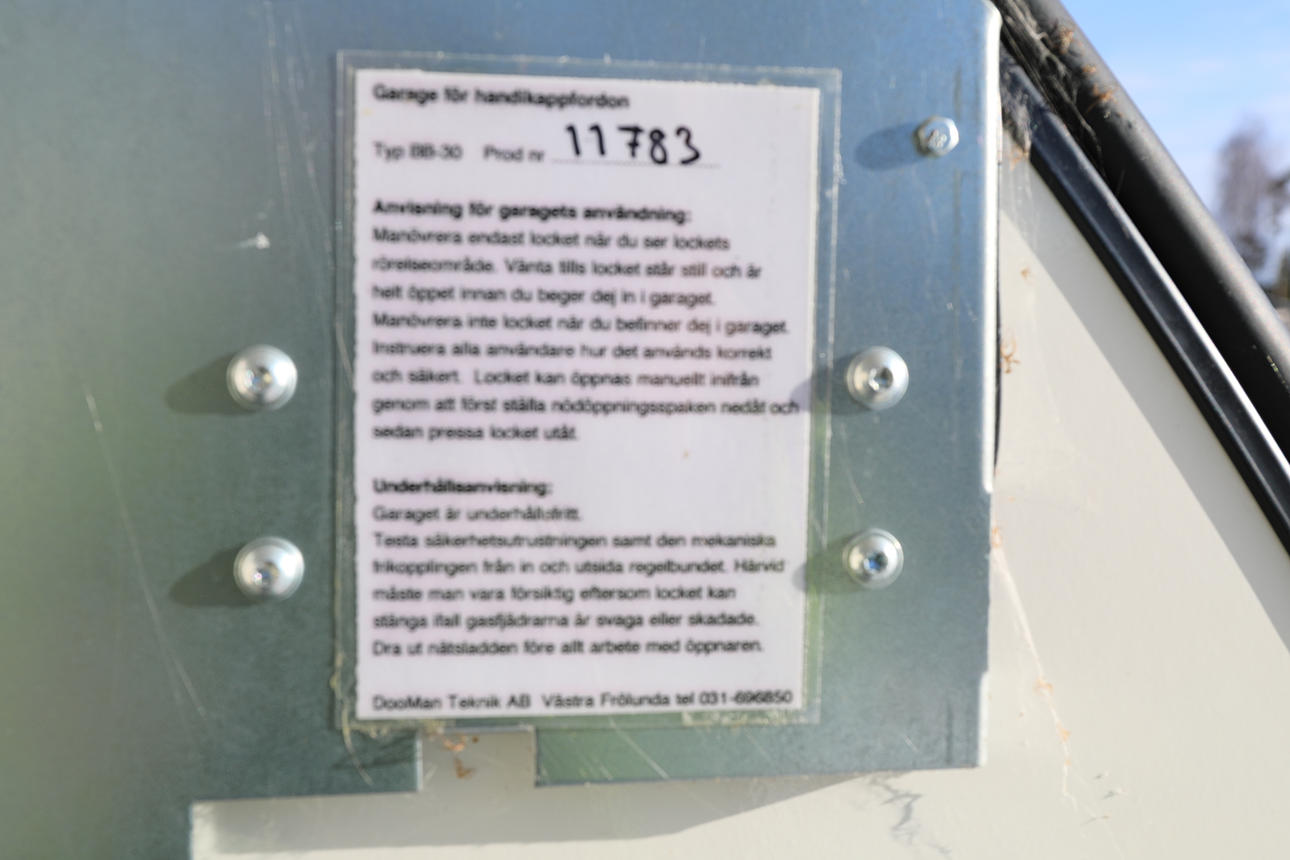 Garage för handikappfordon
Typ BB-30 Prod nr 11783
Anvisning för garagets användning:
Manövrera endast locket när du ser lockets
rörelseområde. Vänta tills locket står still och är
helt öppet innan du beger dej in i garaget.
Manövrera inte locket när du befinner dej i garaget.
Instruera alla användare hur det används korrekt
och säkert. Locket kan öppnas manuellt inifrån
genom att först ställa nödöppningsspaken nedåt och
sedan pressa locket utåt.
Underhållsanvisning:
Garaget är underhållsfritt.
Testa säkerhetsutrustningen samt den mekaniska
frikopplingen från in och utsida regelbundet. Härvid
måste man vara försiktig eftersom locket kan
stänga ifall gasfjädrarna är svaga eller skadade.
Dra ut nätsladden före allt arbete med öppnaren.
DooMan Teknik AB Västra Frölunda tel 031-696850